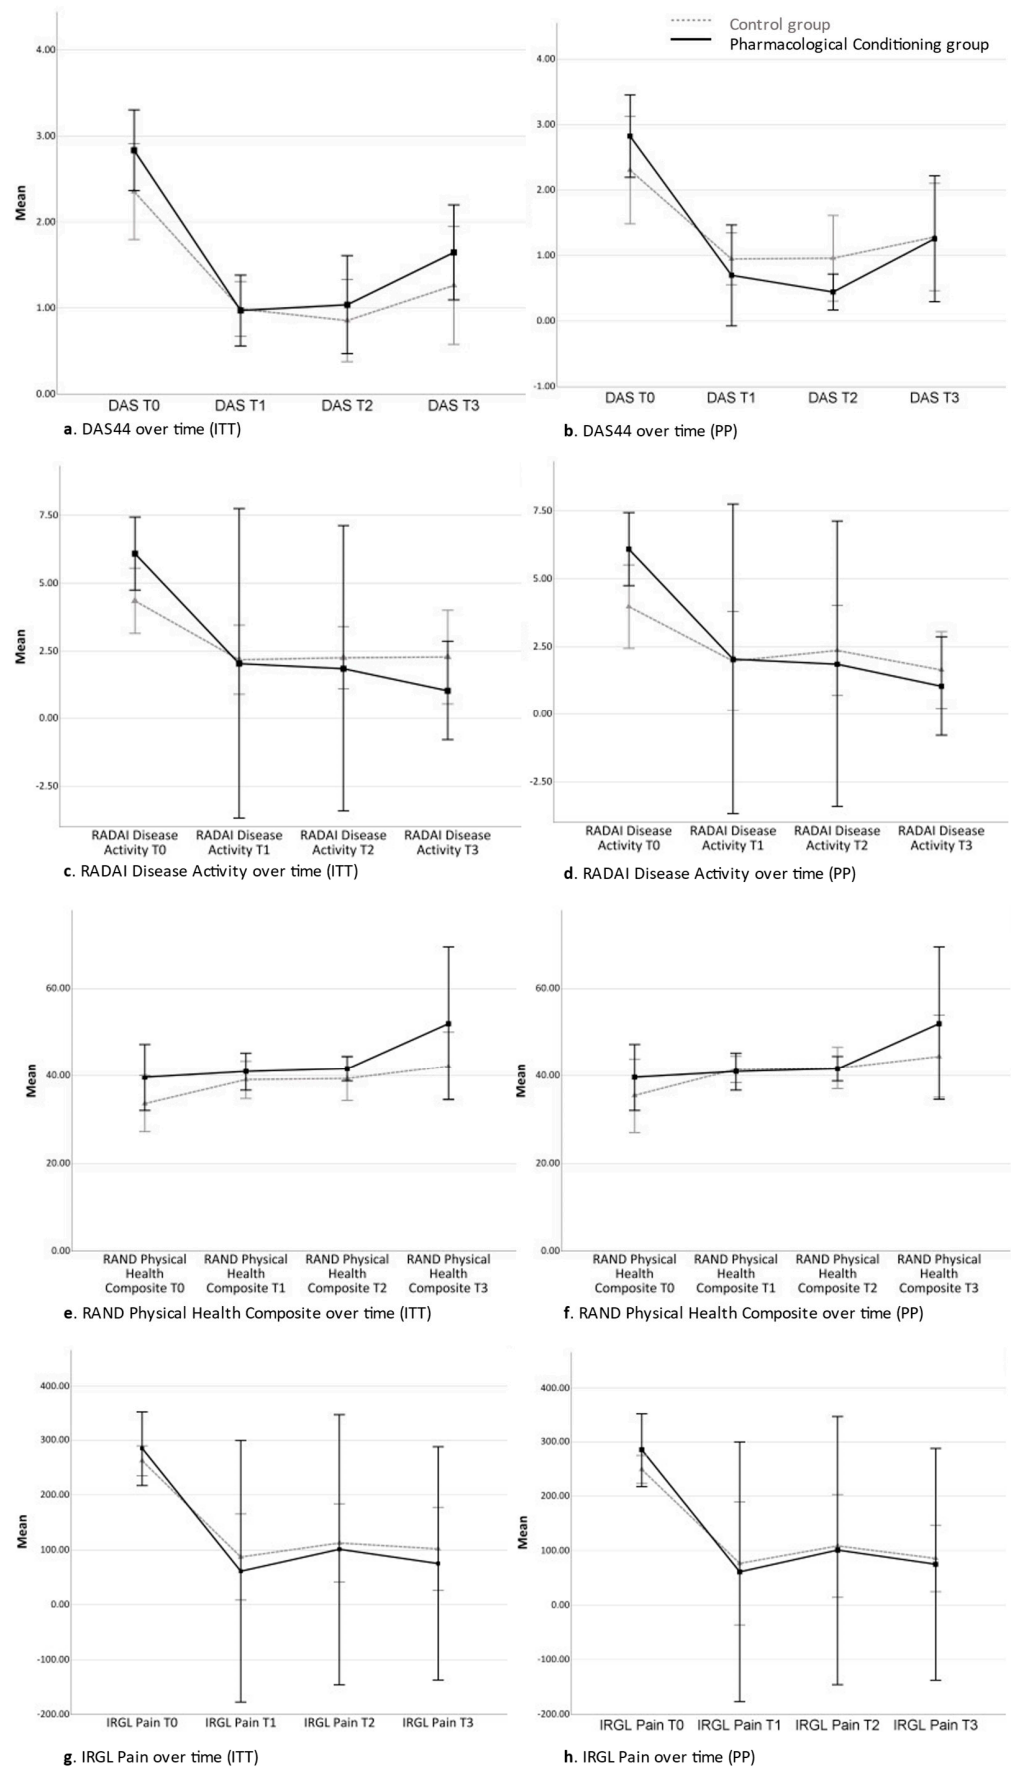 Control group
Pharmacological Conditioning group
4.00
3.00
2.00
1.00
0.00
Mean
DAS T0 DAS T1 DAS T2 DAS T3
a. DAS44 over time (ITT)
4.00
3.00
2.00
1.00
0.00
-1.00
DAS T0 DAS T1 DAS T2 DAS T3
b. DAS44 over time (PP)
7.50
5.00
2.50
0.00
-2.50
Mean
RADAI Disease RADAI Disease RADAI Disease RADAI Disease
Activity T0 Activity T1 Activity T2 Activity T3
c. RADAI Disease Activity over time (ITT)
7.50
5.00
2.50
0.00
-2.50
RADAI Disease RADAI Disease RADAI Disease RADAI Disease
Activity T0 Activity T1 Activity T2 Activity T3
d. RADAI Disease Activity over time (PP)
60.00
40.00
20.00
0.00
Mean
RAND Physical RAND Physical RAND Physical RAND Physical
Health Health Health Health
Composite T0 Composite T1 Composite T2 Composite T3
e. RAND Physical Health Composite over time (ITT)
60.00
40.00
20.00
0.00
Mean
RAND Physical RAND Physical RAND Physical RAND Physical
Health Health Health Health
Composite T0 Composite T1 Composite T2 Composite T3
f. RAND Physical Health Composite over time (PP)
400.00
300.00
200.00
100.00
0.00
-100.00
-200.00
Mean
IRGL Pain T0 IRGL Pain T1 IRGL Pain T2 IRGL Pain T3
g. IRGL Pain over time (ITT)
400.00
300.00
200.00
100.00
0.00
-100.00
-200.00
Mean
IRGL Pain T0 IRGL Pain T1 IRGL Pain T2 IRGL Pain T3
h. IRGL Pain over time (PP)